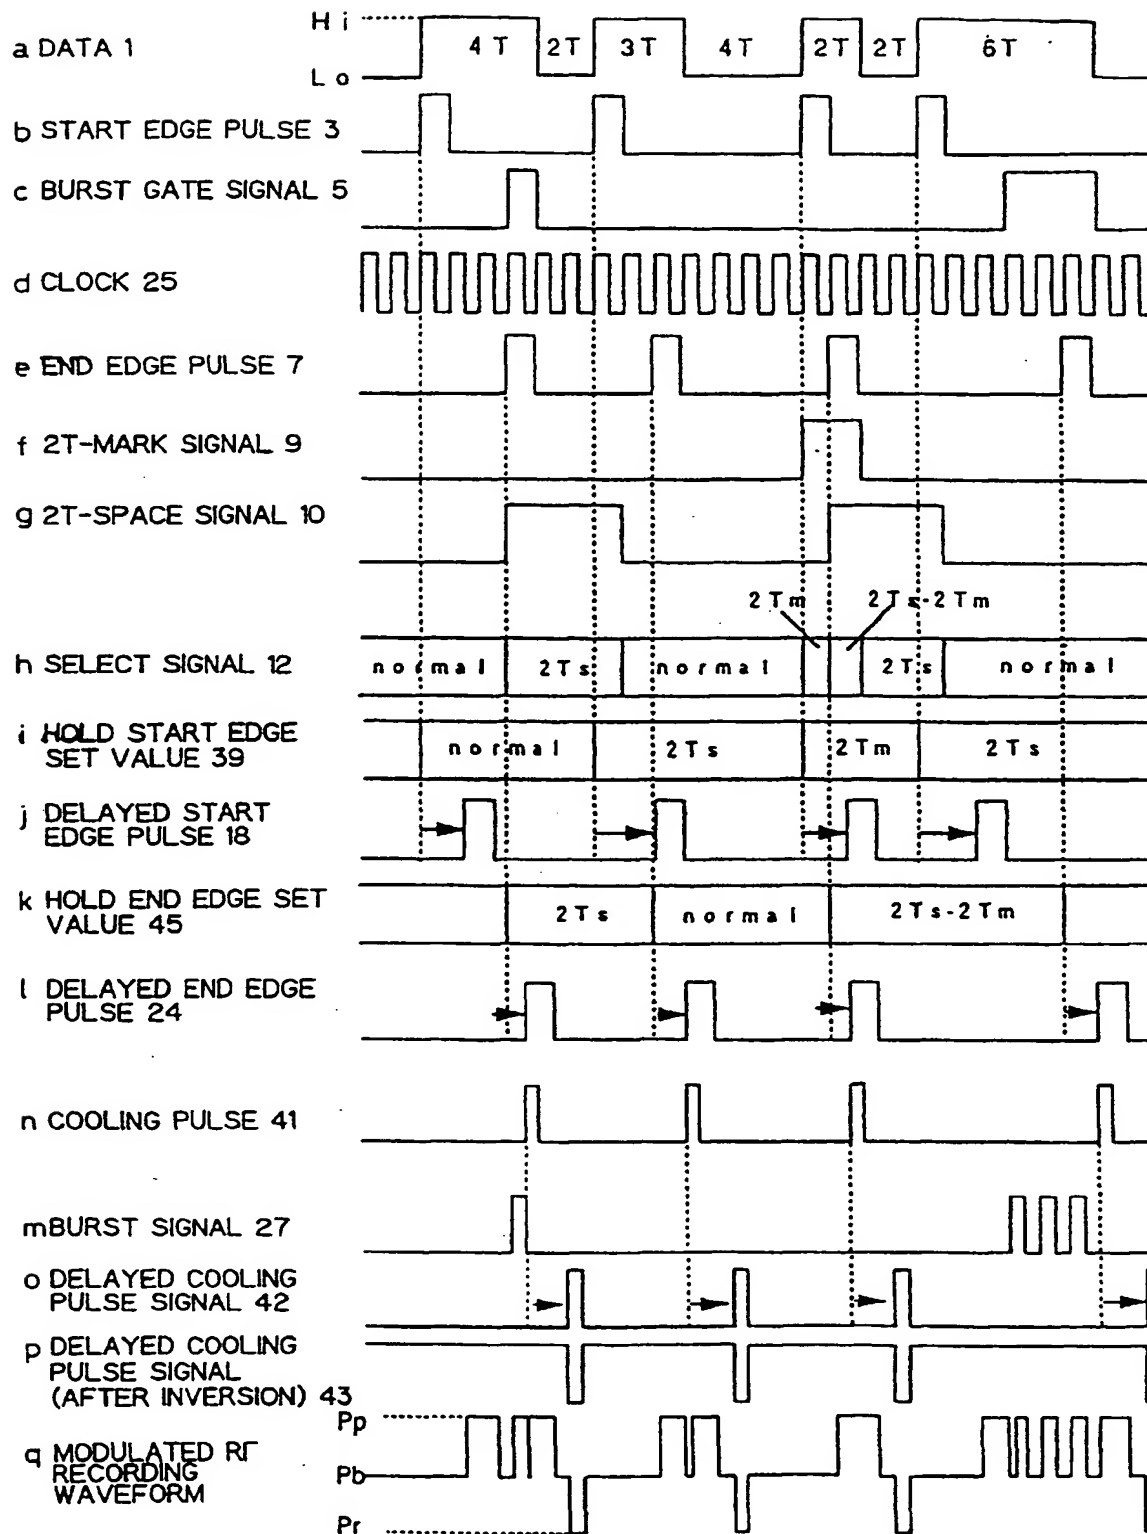 Hi
a DATA 1
4T 2T 3T 4T 2T 2T 6T
Lo
b START EDGE PULSE 3
c BURST GATE SIGNAL 5
d CLOCK 25
e END EDGE PULSE 7
f 2T-MARK SIGNAL 9
g 2T-SPACE SIGNAL 10
2Tm 2Ts-2Tm
h SELECT SIGNAL 12
normal 2Ts normal 2Ts normal
i HOLD START EDGE
SET VALUE 39
normal 2Ts 2Tm 2Ts
j DELAYED START
EDGE PULSE 18
k HOLD END EDGE SET
VALUE 45
2Ts normal 2Ts-2Tm
l DELAYED END EDGE
PULSE 24
n COOLING PULSE 41
m BURST SIGNAL 27
o DELAYED COOLING
PULSE SIGNAL 42
p DELAYED COOLING
PULSE SIGNAL
(AFTER INVERSION) 43
Pp
q MODULATED RF
RECORDING
WAVEFORM
Pb
Pr